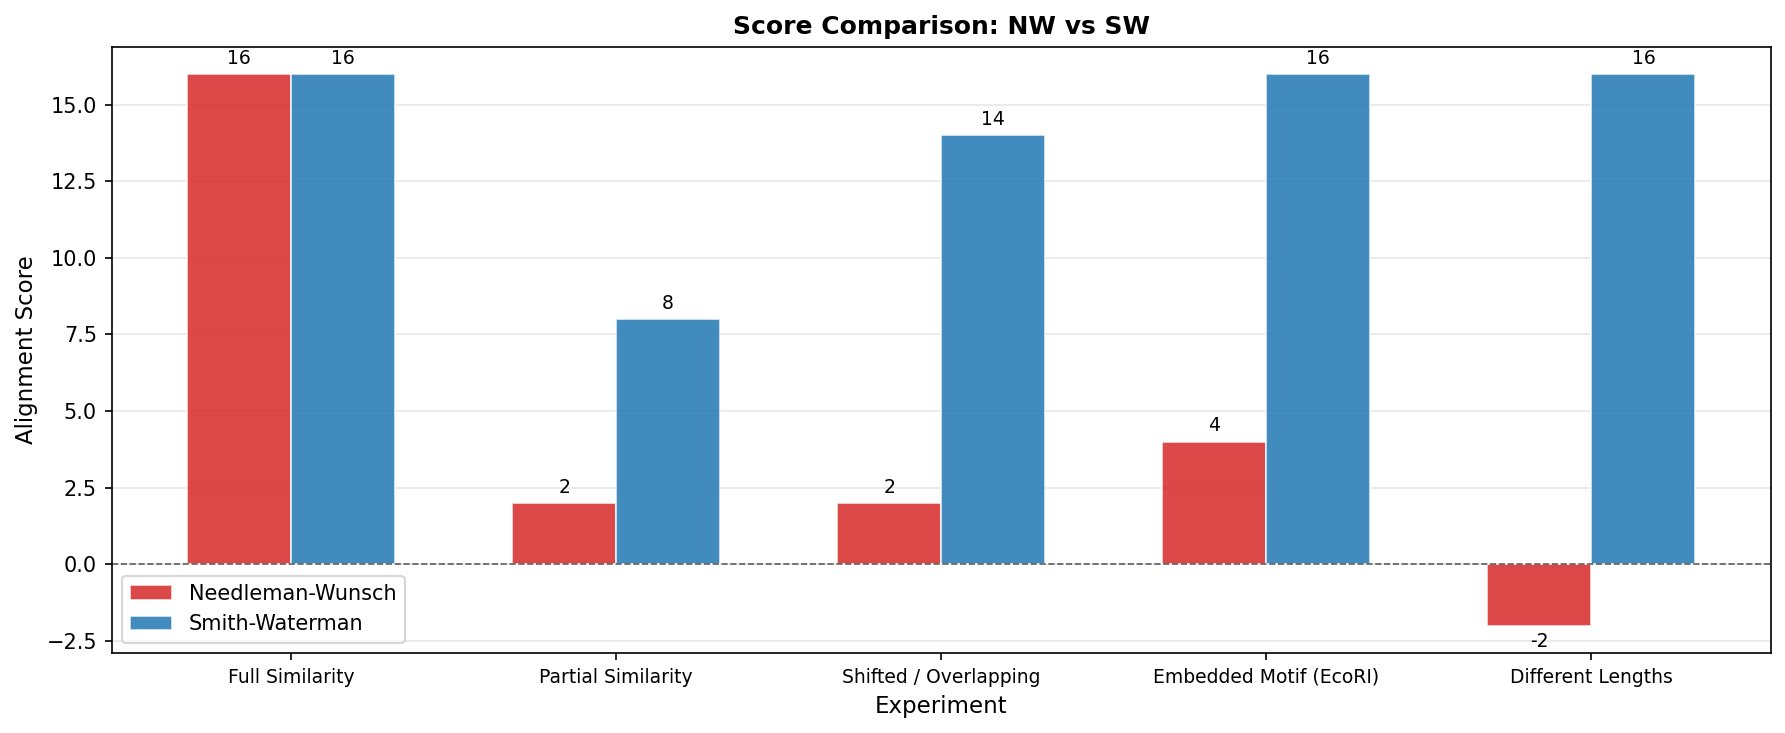 Score Comparison: NW vs SW
16
16
16
16
15.0
14
12.5
10.0
8
7.5
5.0
4
2.5
2
2
0.0
-2.5
-2
Alignment Score
Needleman-Wunsch
Smith-Waterman
Full Similarity
Partial Similarity
Shifted / Overlapping
Embedded Motif (EcoRI)
Different Lengths
Experiment